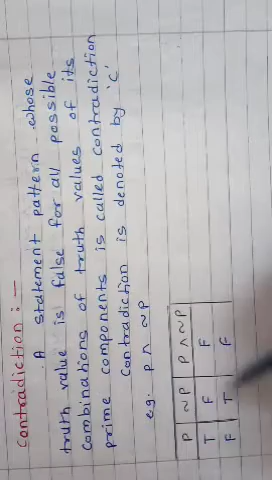 Contradiction : —
A statement pattern whose
truth value is false for all possible
combinations of truth values of its
prime components is called contradiction
Contradiction is denoted by 'c'
e.g. P ∧ ~P
P ~P P ∧ ~P
T F F
F T F